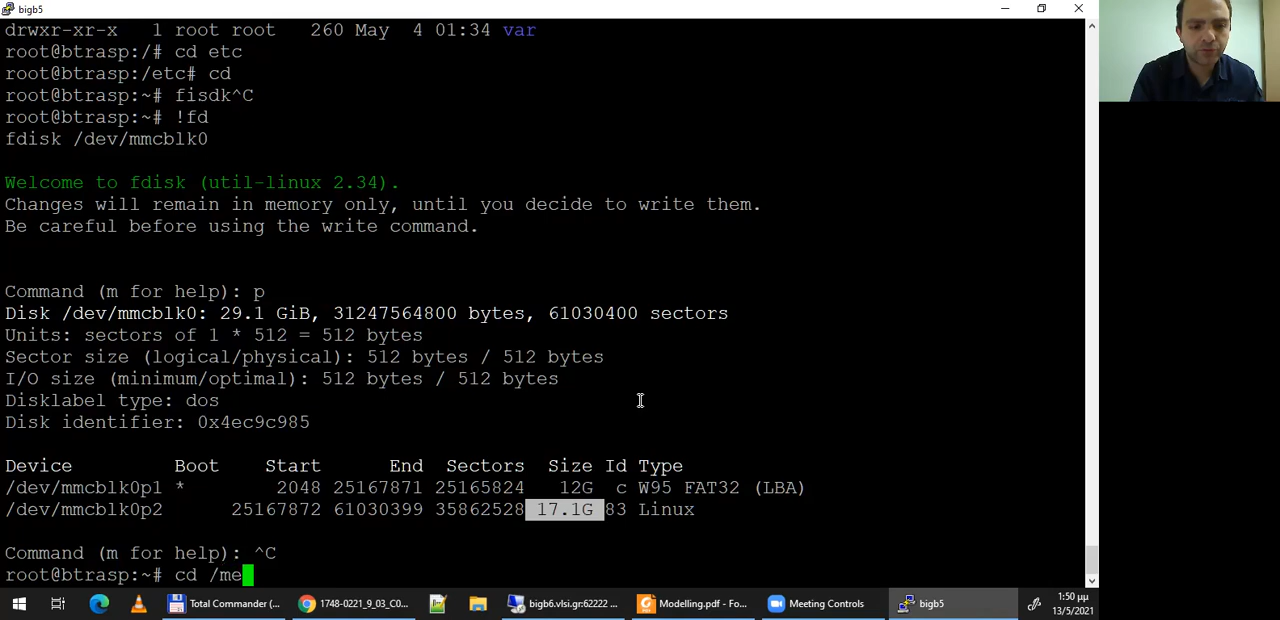 bigb5
drwxr-xr-x   1 root root   260 May  4 01:34 var
root@btrasp:/# cd etc
root@btrasp:/etc# cd
root@btrasp:~# fisdk^C
root@btrasp:~# !fd
fdisk /dev/mmcblk0
Welcome to fdisk (util-linux 2.34).
Changes will remain in memory only, until you decide to write them.
Be careful before using the write command.
Command (m for help): p
Disk /dev/mmcblk0: 29.1 GiB, 31247564800 bytes, 61030400 sectors
Units: sectors of 1 * 512 = 512 bytes
Sector size (logical/physical): 512 bytes / 512 bytes
I/O size (minimum/optimal): 512 bytes / 512 bytes
Disklabel type: dos
Disk identifier: 0x4ec9c985
Device         Boot    Start      End  Sectors  Size Id Type
/dev/mmcblk0p1 *        2048 25167871 25165824   12G  c W95 FAT32 (LBA)
/dev/mmcblk0p2      25167872 61030399 35862528 17.1G 83 Linux
Command (m for help): ^C
root@btrasp:~# cd /me
Total Commander (... 1748-0221_9_03_C0... bigb6.vlsi.gr:62222 ... Modelling.pdf - Fo... Meeting Controls bigb5 1:50 μμ
13/5/2021